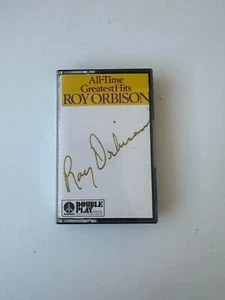 All-Time
Greatest Hits
ROY ORBISON
Roy Orbison
DOUBLE
PLAY